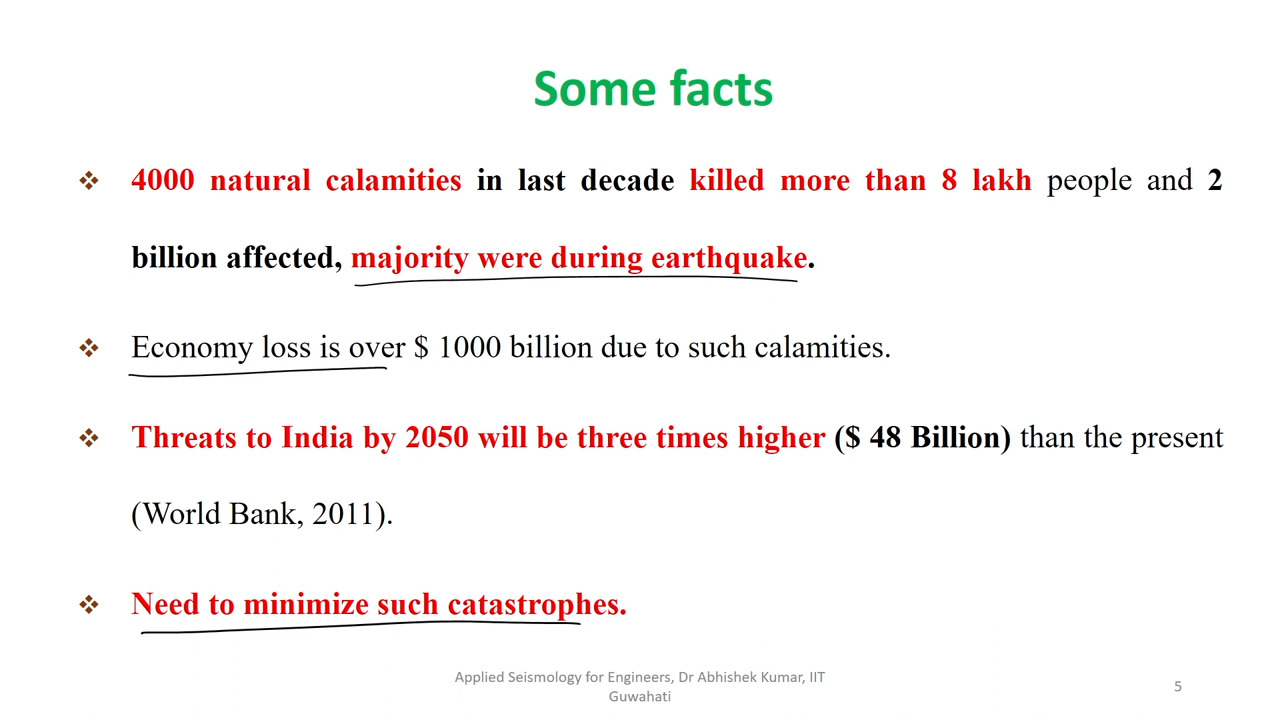 Some facts
❖ 4000 natural calamities in last decade killed more than 8 lakh people and 2
billion affected, majority were during earthquake.
❖ Economy loss is over $ 1000 billion due to such calamities.
❖ Threats to India by 2050 will be three times higher ($ 48 Billion) than the present
(World Bank, 2011).
❖ Need to minimize such catastrophes.
Applied Seismology for Engineers, Dr Abhishek Kumar, IIT
Guwahati
5